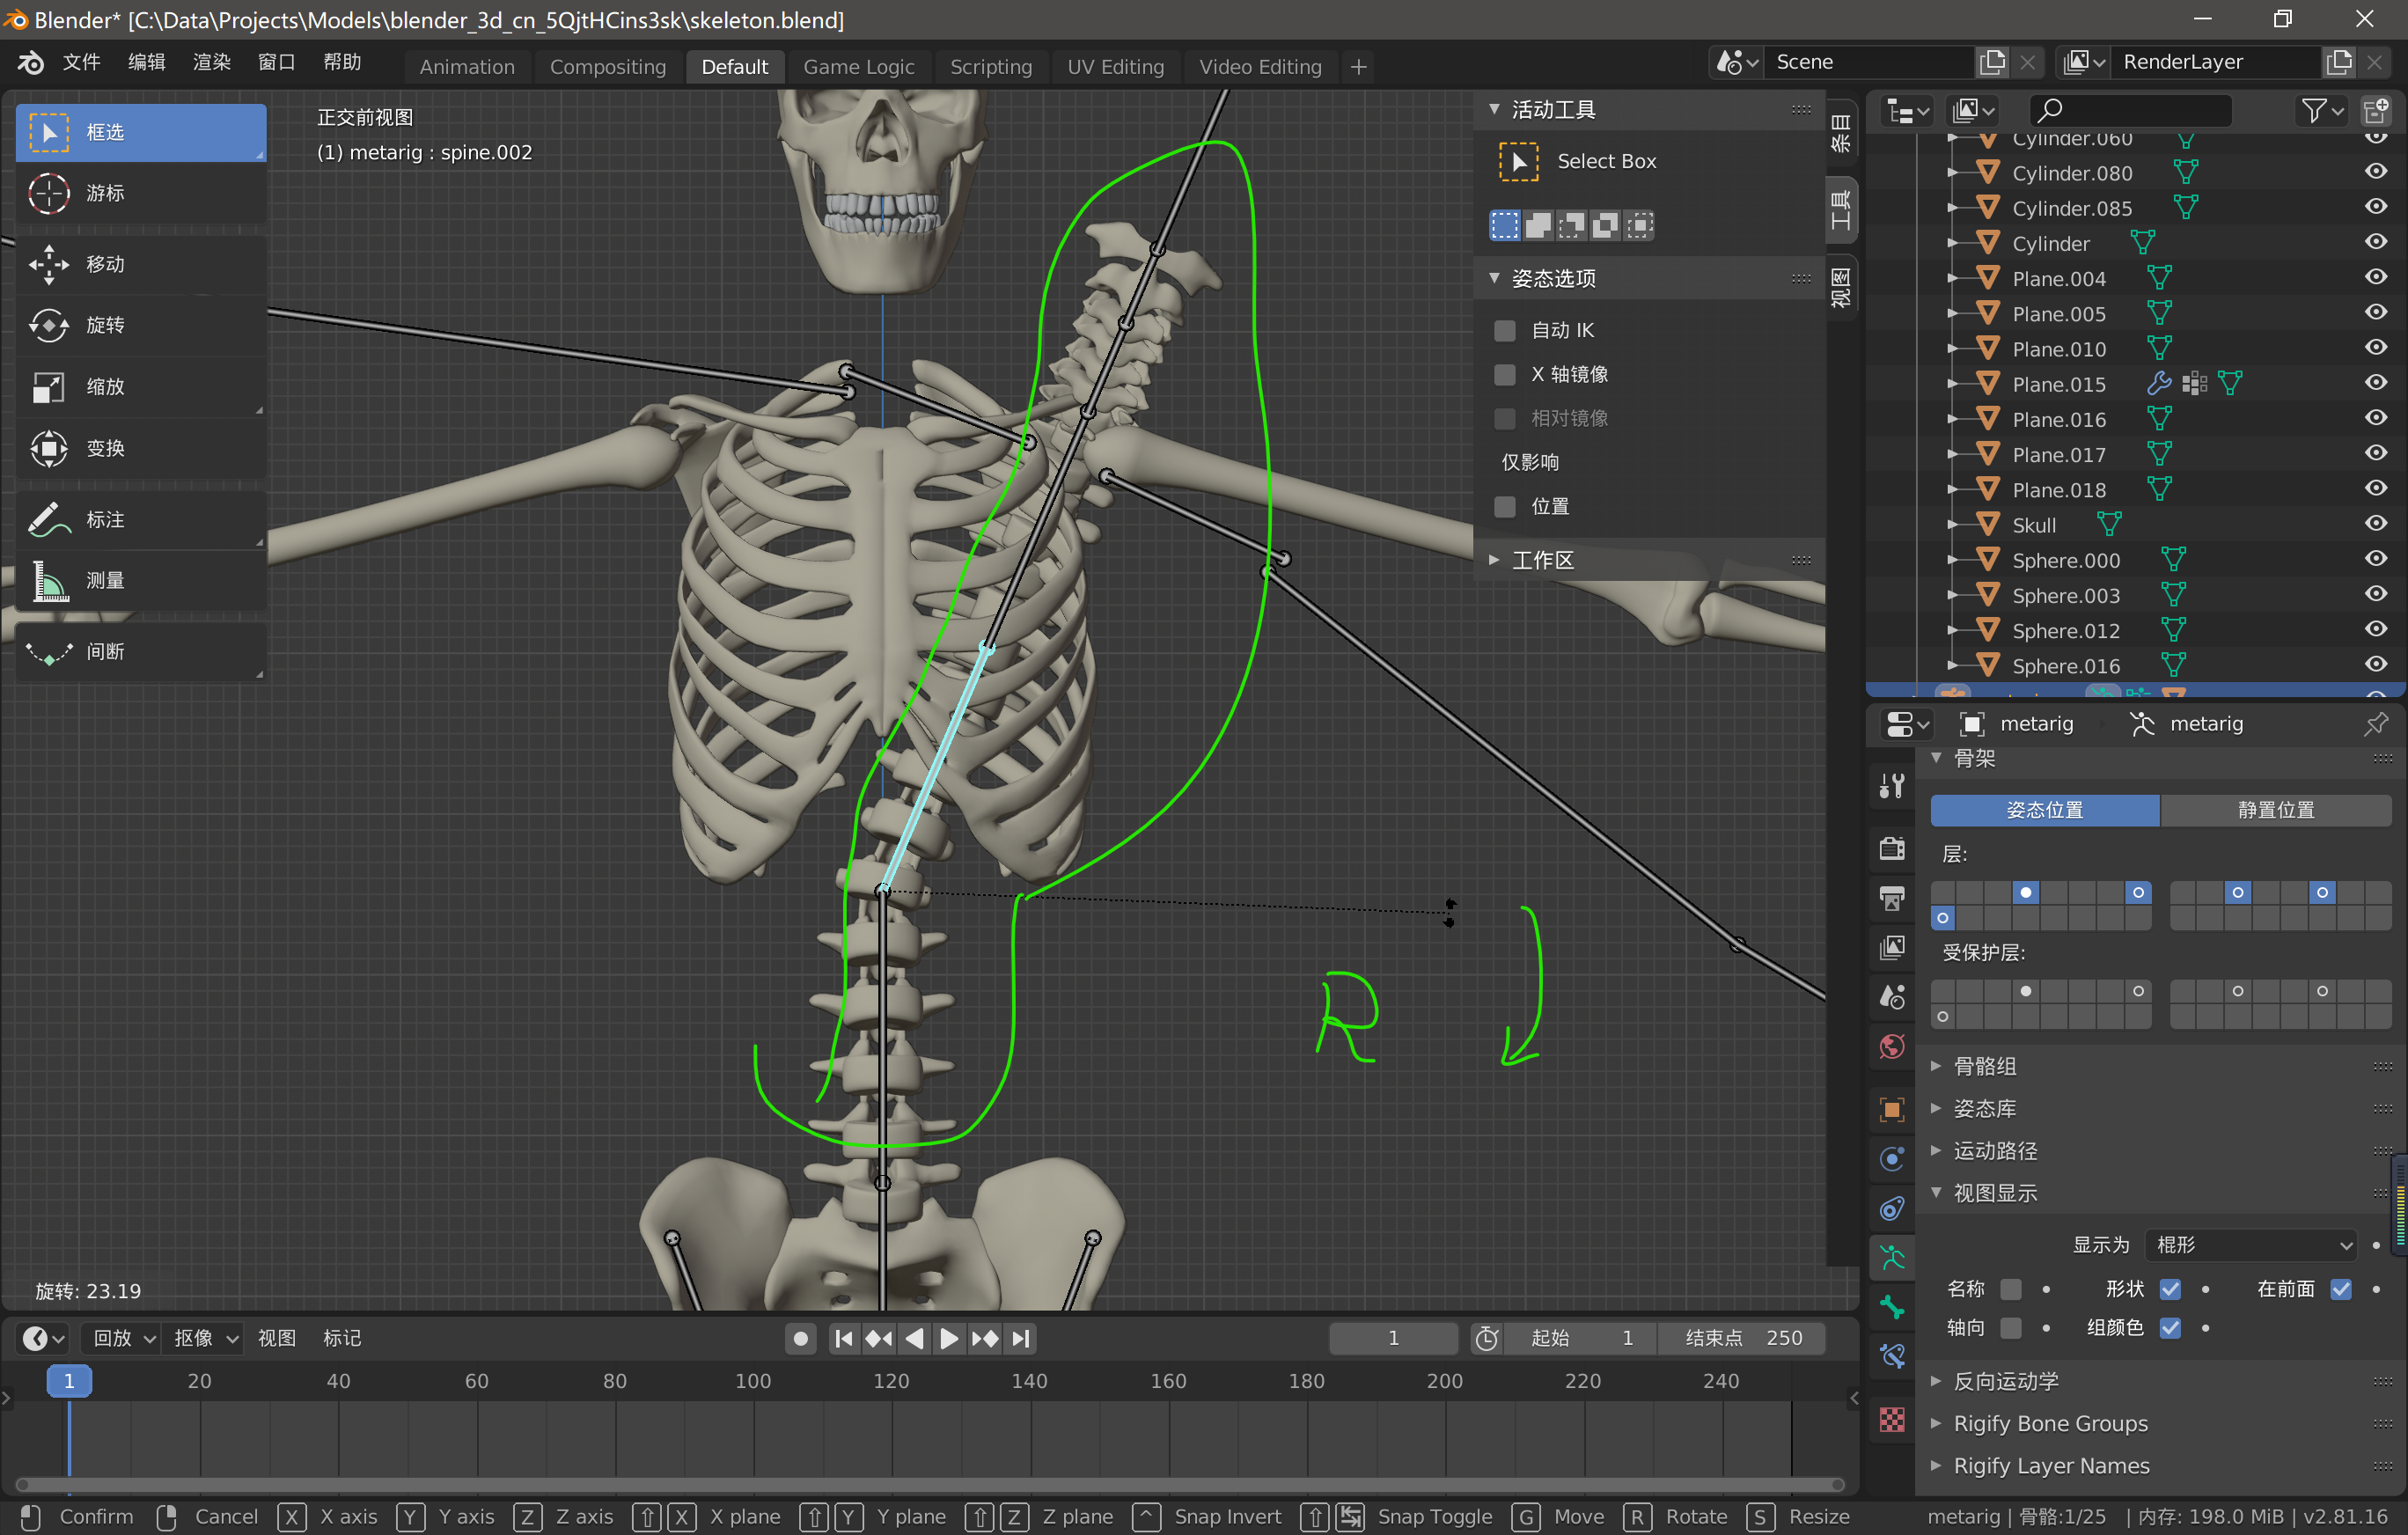 Blender* [C:\Data\Projects\Models\blender_3d_cn_5QjtHCins3sk\skeleton.blend]
文件 编辑 渲染 窗口 帮助 Animation Compositing Default Game Logic Scripting UV Editing Video Editing + Scene RenderLayer
框选
游标
移动
旋转
缩放
变换
标注
测量
间断
正交前视图
(1) metarig : spine.002
R
旋转: 23.19
活动工具
Select Box
姿态选项
自动 IK
X 轴镜像
相对镜像
仅影响
位置
工作区
条目
工具
视图
Cylinder.060
Cylinder.080
Cylinder.085
Cylinder
Plane.004
Plane.005
Plane.010
Plane.015
Plane.016
Plane.017
Plane.018
Skull
Sphere.000
Sphere.003
Sphere.012
Sphere.016
metarig metarig
骨架
姿态位置 静置位置
层:
受保护层:
骨骼组
姿态库
运动路径
视图显示
显示为 棍形
名称 形状 在前面
轴向 组颜色
反向运动学
Rigify Bone Groups
Rigify Layer Names
回放 抠像 视图 标记 1 起始 1 结束点 250
1 20 40 60 80 100 120 140 160 180 200 220 240
Confirm Cancel X X axis Y Y axis Z Z axis X X plane Y Y plane Z Z plane ^ Snap Invert Snap Toggle G Move R Rotate S Resize metarig | 骨骼:1/25 | 内存: 198.0 MiB | v2.81.16